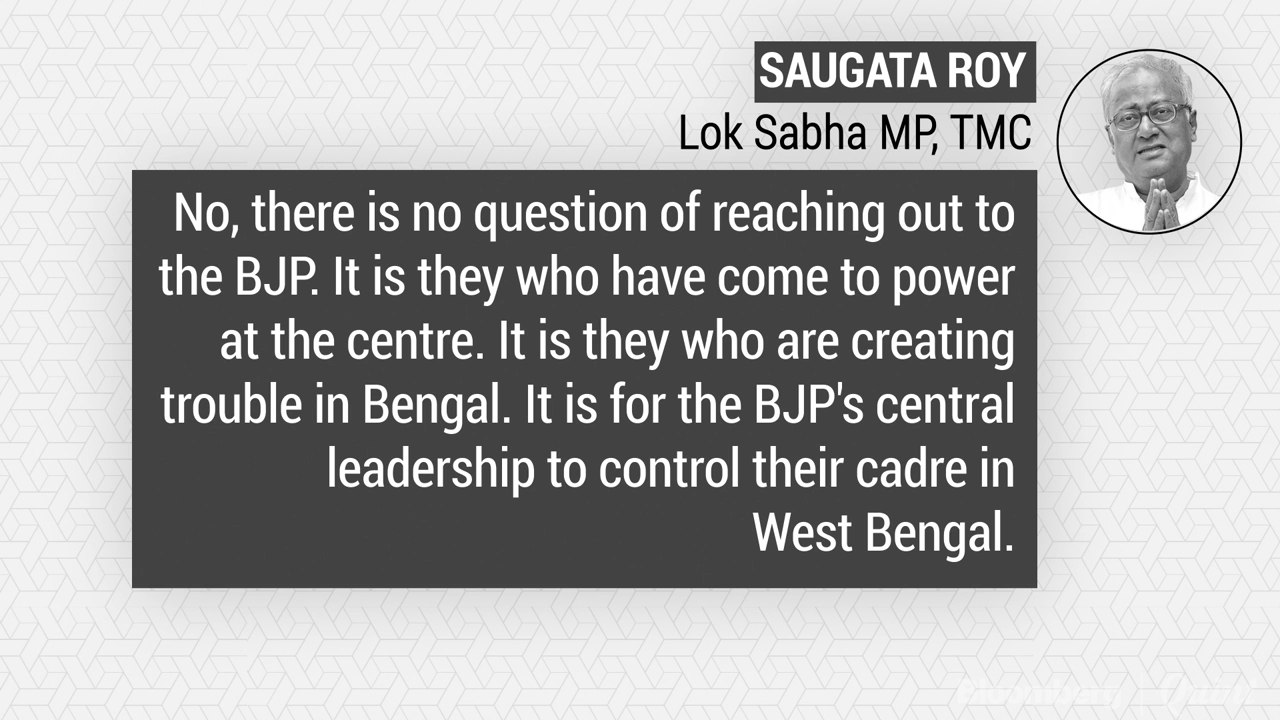 SAUGATA ROY
Lok Sabha MP, TMC
No, there is no question of reaching out to
the BJP. It is they who have come to power
at the centre. It is they who are creating
trouble in Bengal. It is for the BJP's central
leadership to control their cadre in
West Bengal.
Bloomberg | Quint